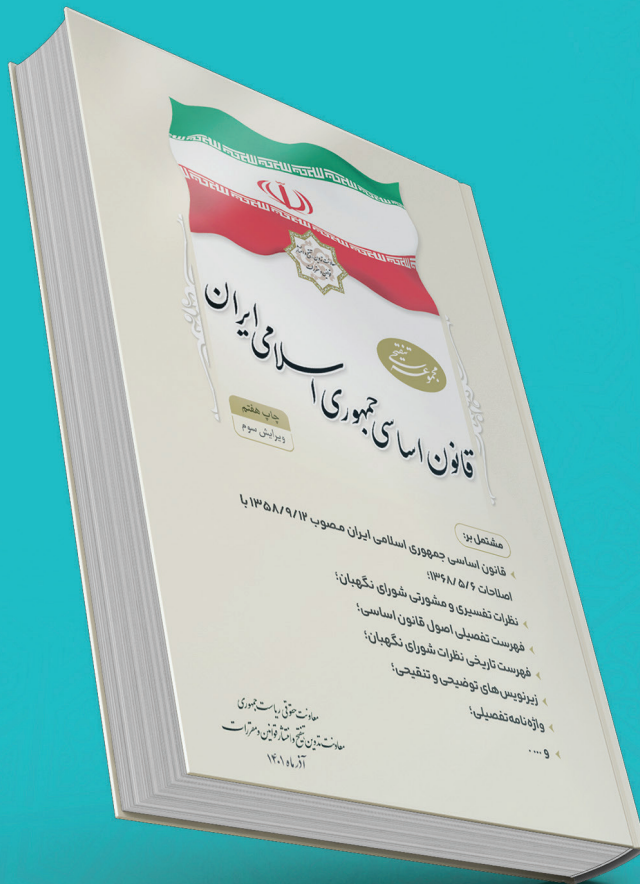 مجموعه تنقیحی
قانون اساسی جمهوری اسلامی ایران
چاپ هفتم
ویرایش سوم
مشتمل بر:
قانون اساسی جمهوری اسلامی ایران مصوب ۱۳۵۸/۹/۱۲ با
اصلاحات ۱۳۶۸/۵/۶؛
نظرات تفسیری و مشورتی شورای نگهبان؛
فهرست تفصیلی اصول قانون اساسی؛
فهرست تاریخی نظرات شورای نگهبان؛
زیرنویس‌های توضیحی و تنقیحی؛
واژه‌نامه تفصیلی؛
و ....
معاونت حقوقی ریاست جمهوری
معاونت تدوین، تنقیح و انتشار قوانین و مقررات
آذر ماه ۱۴۰۱